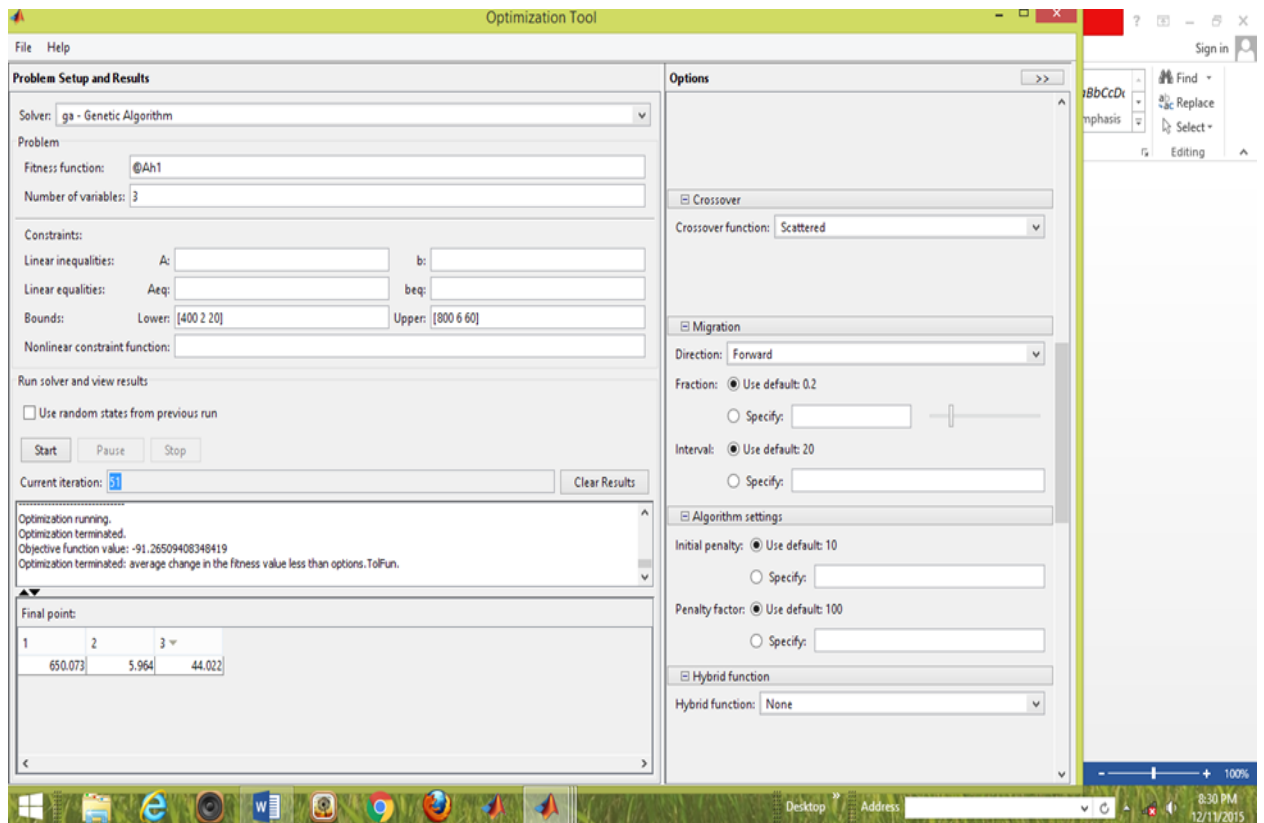 Optimization Tool
File Help
Problem Setup and Results
Solver: ga - Genetic Algorithm
Problem
Fitness function: @Ah1
Number of variables: 3
Constraints:
Linear inequalities: A: b:
Linear equalities: Aeq: beq:
Bounds: Lower: [400 2 20] Upper: [800 6 60]
Nonlinear constraint function:
Run solver and view results
Use random states from previous run
Start Pause Stop
Current iteration: 51 Clear Results
Optimization running.
Optimization terminated.
Objective function value: -91.26509408348419
Optimization terminated: average change in the fitness value less than options.TolFun.
Final point:
1 2 3
650.073 5.964 44.022
Options >>
Crossover
Crossover function: Scattered
Migration
Direction: Forward
Fraction: Use default: 0.2
Specify:
Interval: Use default: 20
Specify:
Algorithm settings
Initial penalty: Use default: 10
Specify:
Penalty factor: Use default: 100
Specify:
Hybrid function
Hybrid function: None
Sign in
Find
Replace
Select
Editing
100%
Desktop Address
8:30 PM
12/11/2015